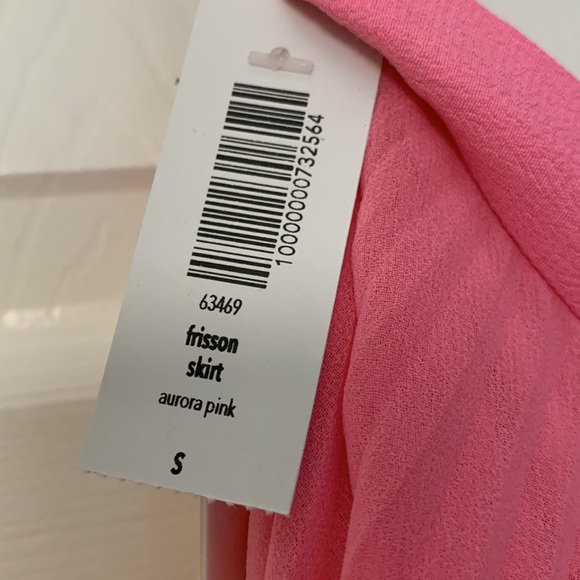 10000000732564
63469
frisson
skirt
aurora pink
S